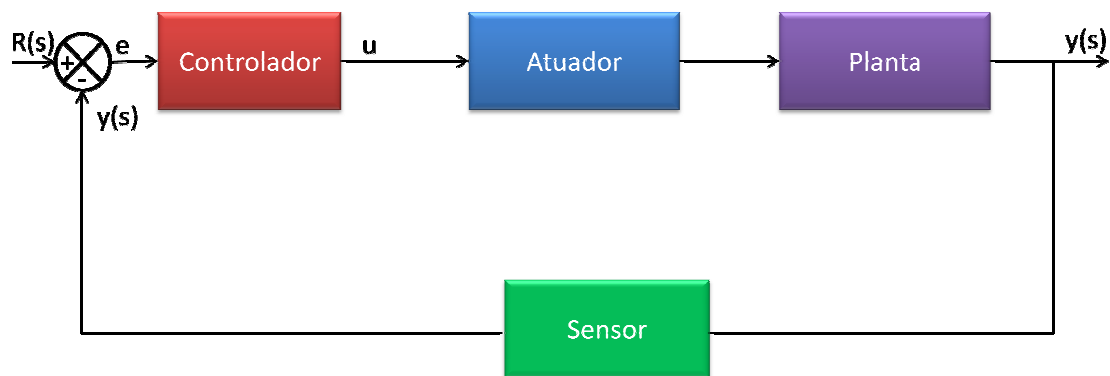 R(s)
+
-
e
Controlador
u
Atuador
Planta
y(s)
y(s)
Sensor